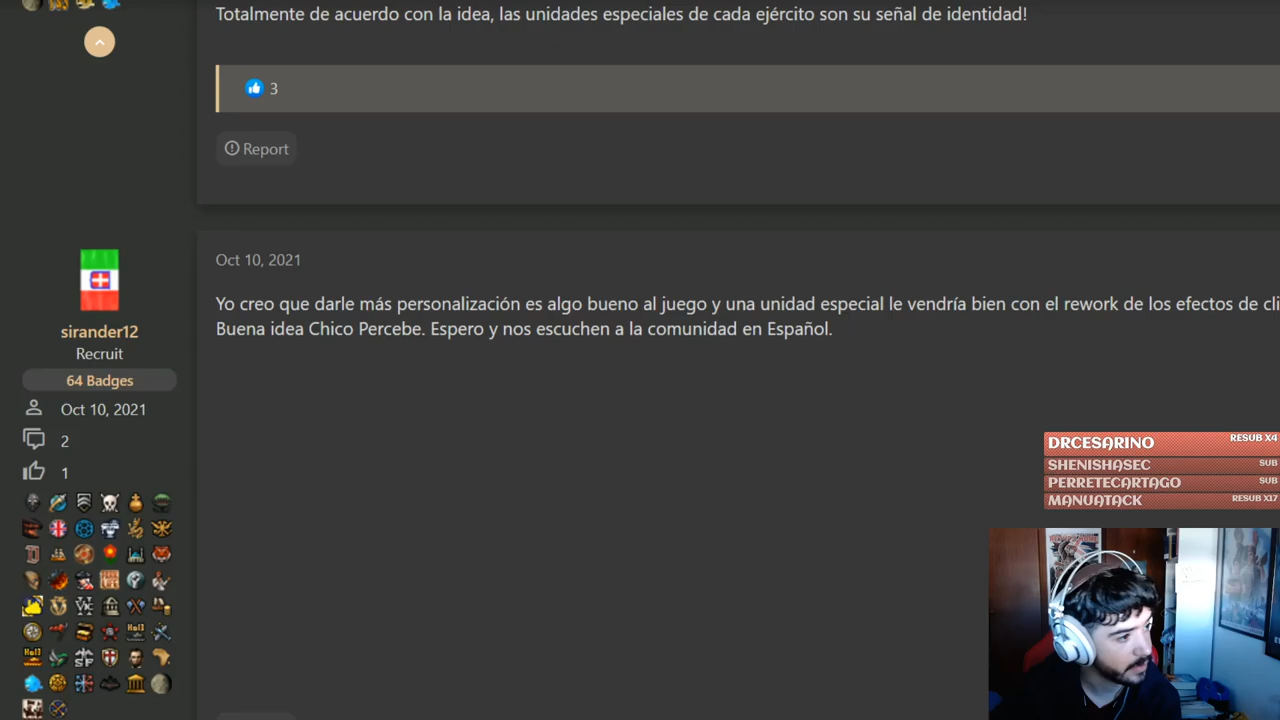 Totalmente de acuerdo con la idea, las unidades especiales de cada ejército son su señal de identidad!
3
Report
Oct 10, 2021
Yo creo que darle más personalización es algo bueno al juego y una unidad especial le vendría bien con el rework de los efectos de cli
Buena idea Chico Percebe. Espero y nos escuchen a la comunidad en Español.
sirander12
Recruit
64 Badges
Oct 10, 2021
2
1
DRCESARINO RESUB X4
SHENISHASEC SUB
PERRETECARTAGO SUB
MANUATACK RESUB X17